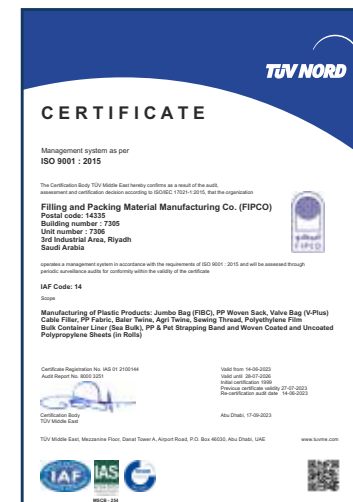 TÜV NORD
CERTIFICATE
Management system as per
ISO 9001 : 2015
The Certification Body TÜV Middle East hereby confirms as a result of the audit,
assessment and certification decision according to ISO/IEC 17021-1:2015, that the organization
Filling and Packing Material Manufacturing Co. (FIPCO)
Postal code: 14335
Building number : 7305
Unit number : 7306
3rd Industrial Area, Riyadh
Saudi Arabia
FIPCO
operates a management system in accordance with the requirements of ISO 9001 : 2015 and will be assessed through
periodic surveillance audits for conformity within the validity of the certificate
IAF Code: 14
Scope
Manufacturing of Plastic Products: Jumbo Bag (FIBC), PP Woven Sack, Valve Bag (V-Plus)
Cable Filler, PP Fabric, Baler Twine, Agri Twine, Sewing Thread, Polyethylene Film
Bulk Container Liner (Sea Bulk), PP & Pet Strapping Band and Woven Coated and Uncoated
Polypropylene Sheets (in Rolls)
Certificate Registration No. IAS 01 2100144
Audit Report No. 8000 3251
Valid from 14-06-2023
Valid until 28-07-2026
Initial certification 1999
Previous certificate validity 27-07-2023
Re-certification audit date 14-06-2023
Certification Body
TÜV Middle East
Abu Dhabi, 17-09-2023
TÜV Middle East, Mezzanine Floor, Danat Tower A, Airport Road, P.O. Box 46030, Abu Dhabi, UAE www.tuvme.com
IAF
IAS
MSCB - 234